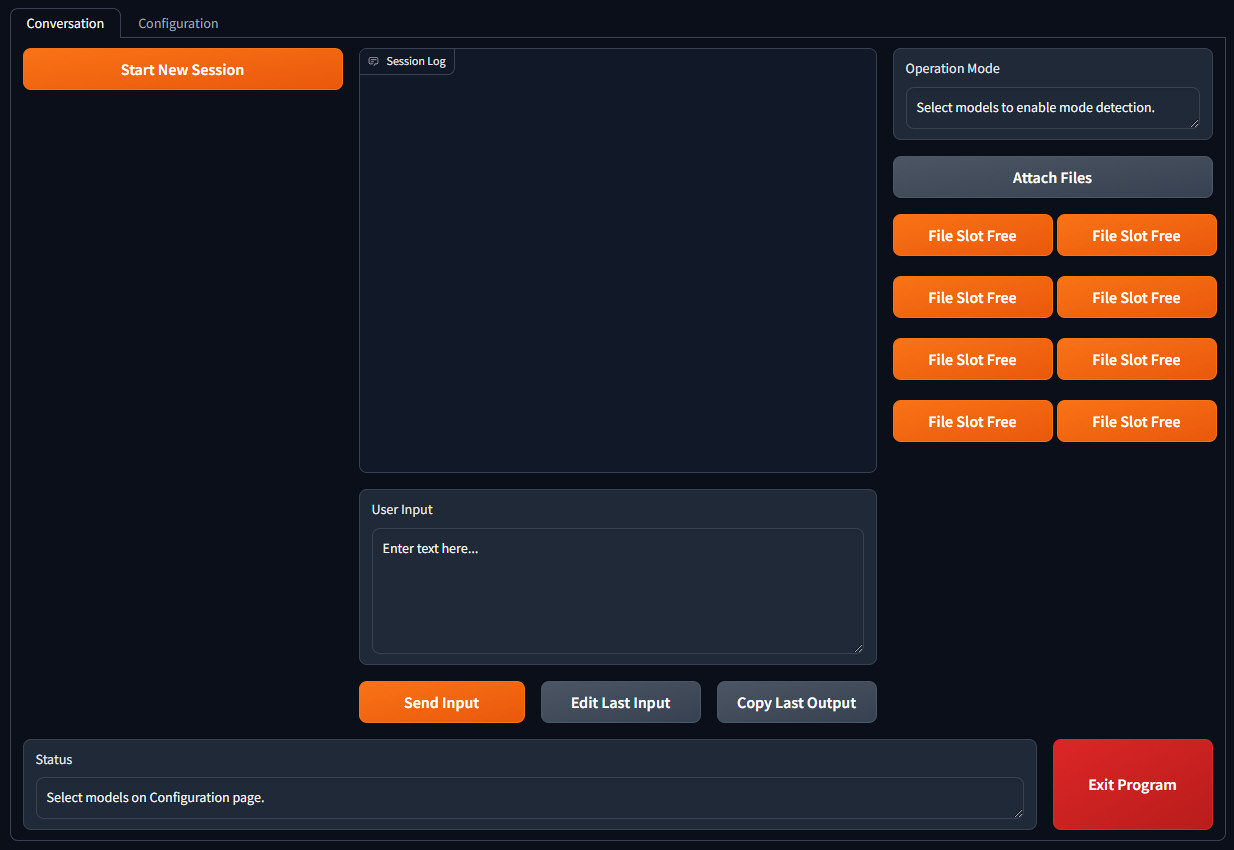 Conversation
Configuration
Start New Session
Session Log
Operation Mode
Select models to enable mode detection.
Attach Files
File Slot Free
File Slot Free
File Slot Free
File Slot Free
File Slot Free
File Slot Free
File Slot Free
File Slot Free
User Input
Enter text here...
Send Input
Edit Last Input
Copy Last Output
Status
Select models on Configuration page.
Exit Program